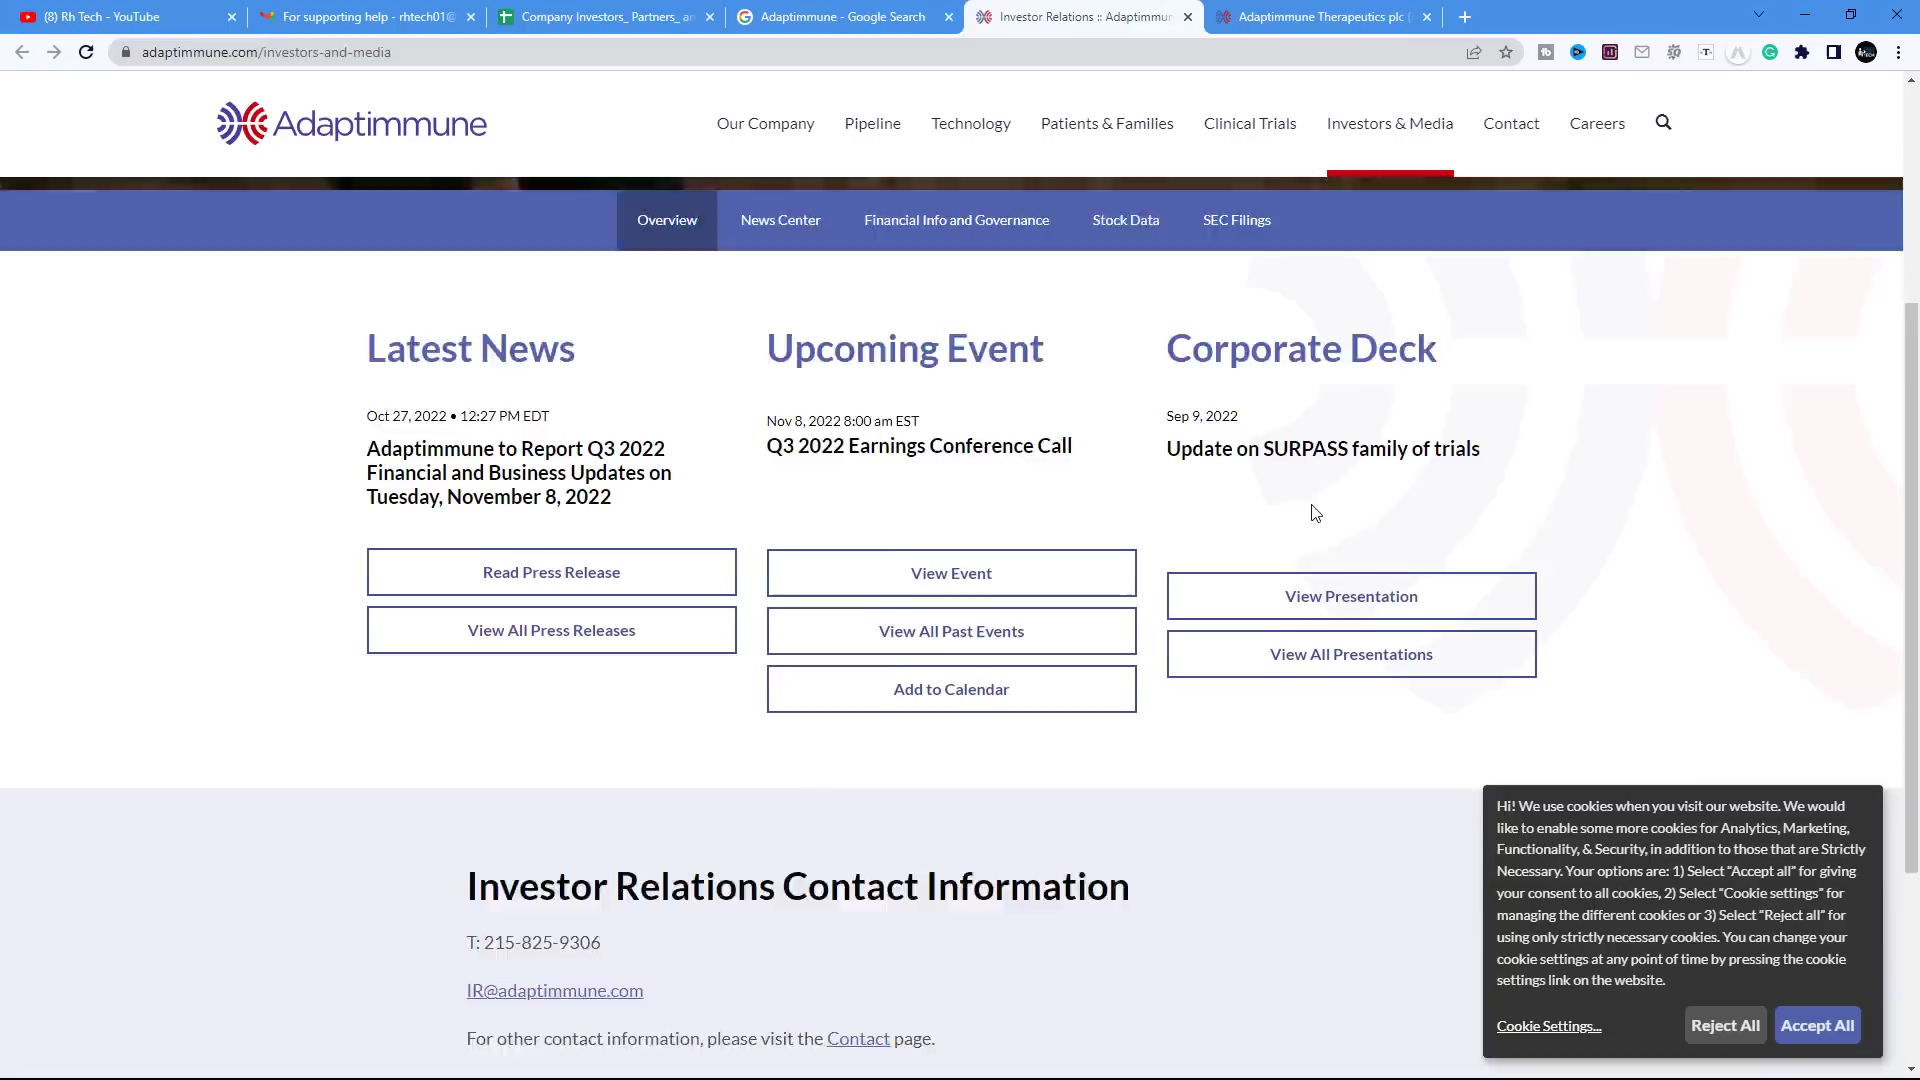 (8) Rh Tech - YouTube
For supporting help - rhtech01@
Company Investors_ Partners_ an
Adaptimmune - Google Search
Investor Relations :: Adaptimmun
Adaptimmune Therapeutics plc (
adaptimmune.com/investors-and-media
Adaptimmune
Our Company
Pipeline
Technology
Patients & Families
Clinical Trials
Investors & Media
Contact
Careers
Overview
News Center
Financial Info and Governance
Stock Data
SEC Filings
Latest News
Oct 27, 2022 • 12:27 PM EDT
Adaptimmune to Report Q3 2022
Financial and Business Updates on
Tuesday, November 8, 2022
Read Press Release
View All Press Releases
Upcoming Event
Nov 8, 2022 8:00 am EST
Q3 2022 Earnings Conference Call
View Event
View All Past Events
Add to Calendar
Corporate Deck
Sep 9, 2022
Update on SURPASS family of trials
View Presentation
View All Presentations
Investor Relations Contact Information
T: 215-825-9306
IR@adaptimmune.com
For other contact information, please visit the Contact page.
Hi! We use cookies when you visit our website. We would
like to enable some more cookies for Analytics, Marketing,
Functionality, & Security, in addition to those that are Strictly
Necessary. Your options are: 1) Select "Accept all" for giving
your consent to all cookies, 2) Select "Cookie settings" for
managing the different cookies or 3) Select "Reject all" for
using only strictly necessary cookies. You can change your
cookie settings at any point of time by pressing the cookie
settings link on the website.
Cookie Settings...
Reject All
Accept All